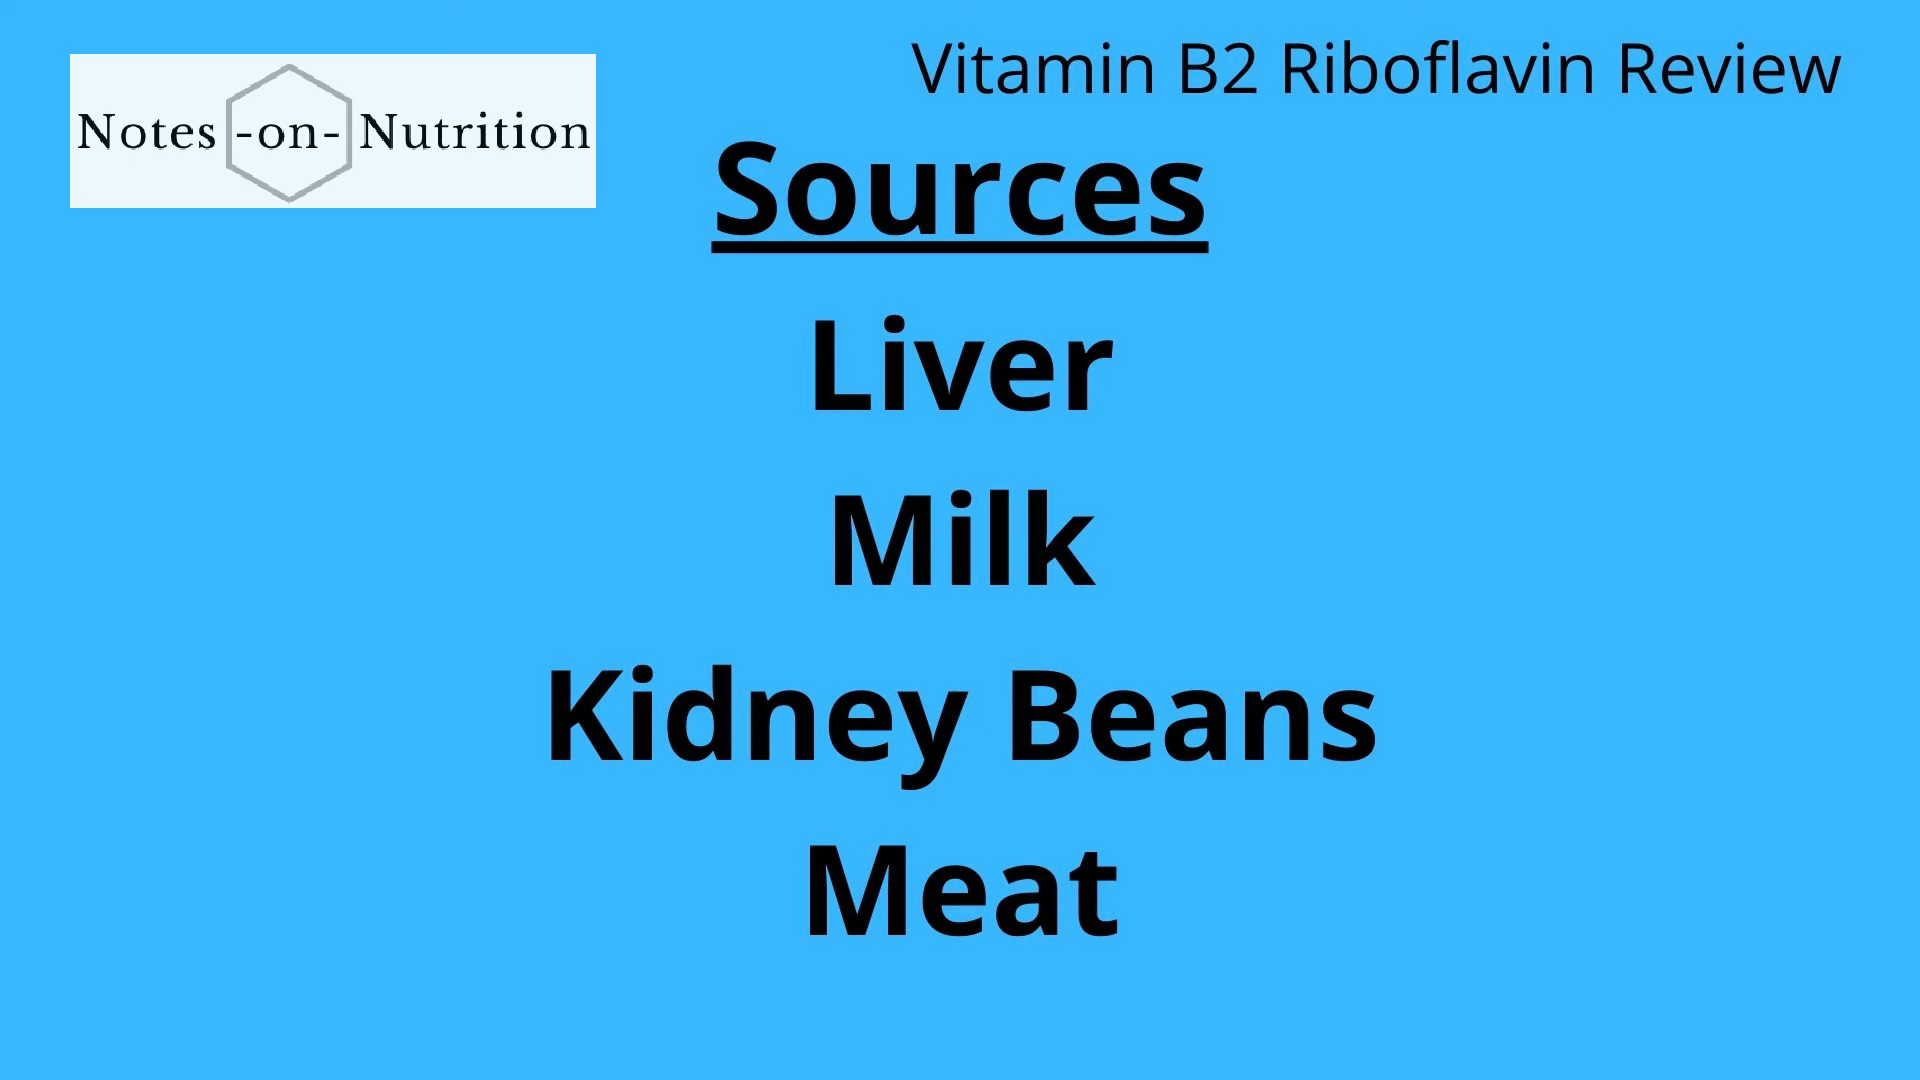 Vitamin B2 Riboflavin Review
Notes -on- Nutrition
Sources
Liver
Milk
Kidney Beans
Meat